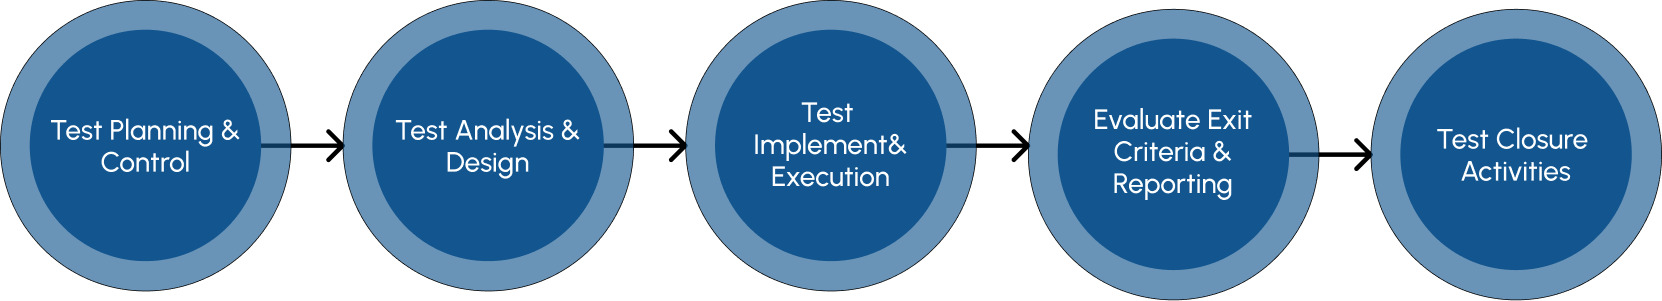 Test Planning &
Control
Test Analysis &
Design
Test
Implement&
Execution
Evaluate Exit
Criteria &
Reporting
Test Closure
Activities